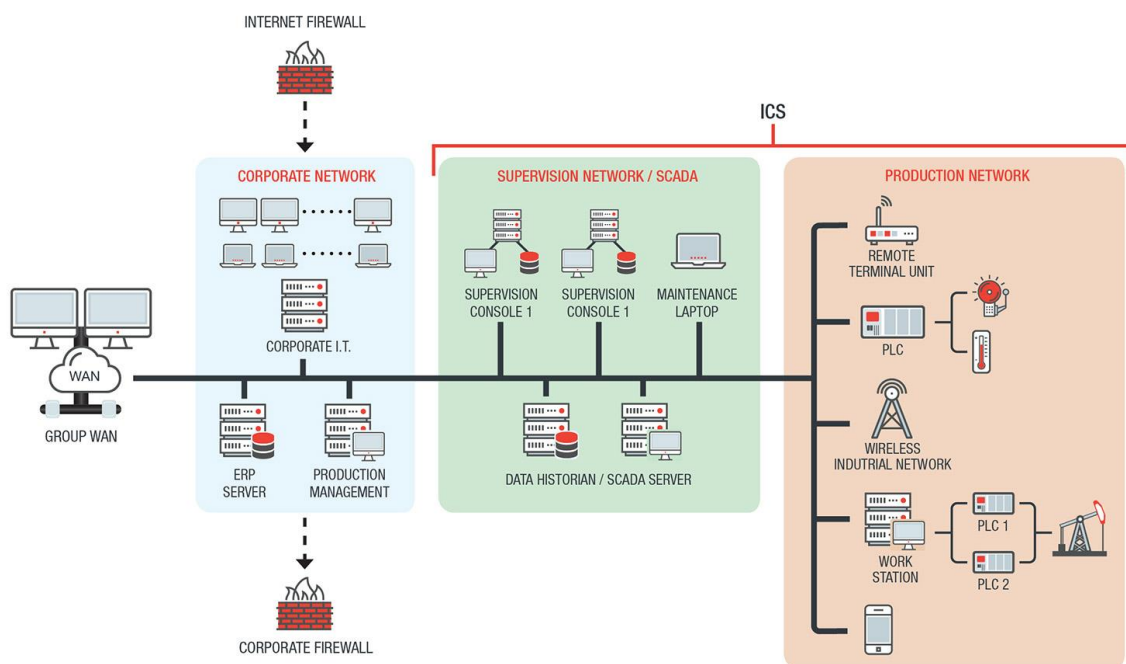 INTERNET FIREWALL
ICS
CORPORATE NETWORK
SUPERVISION NETWORK / SCADA
PRODUCTION NETWORK
REMOTE
TERMINAL UNIT
SUPERVISION
CONSOLE 1
SUPERVISION
CONSOLE 1
MAINTENANCE
LAPTOP
CORPORATE I.T.
PLC
WAN
GROUP WAN
ERP
SERVER
PRODUCTION
MANAGEMENT
DATA HISTORIAN / SCADA SERVER
WIRELESS
INDUTRIAL NETWORK
WORK
STATION
PLC 1
PLC 2
CORPORATE FIREWALL